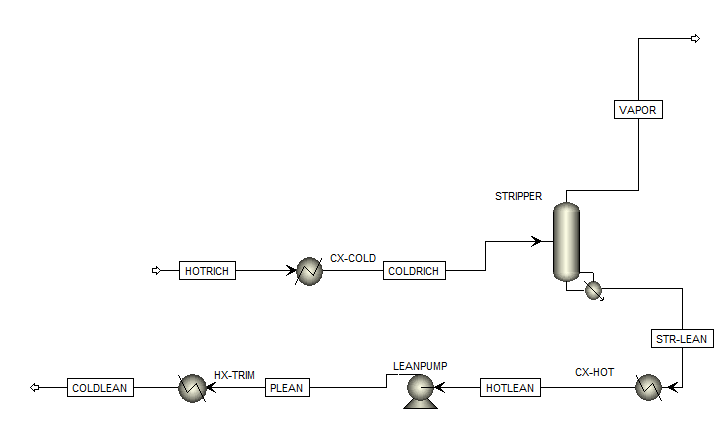 VAPOR
STRIPPER
CX-COLD
HOTRICH
COLDRICH
STR-LEAN
LEANPUMP
CX-HOT
HX-TRIM
COLDLEAN
PLEAN
HOTLEAN